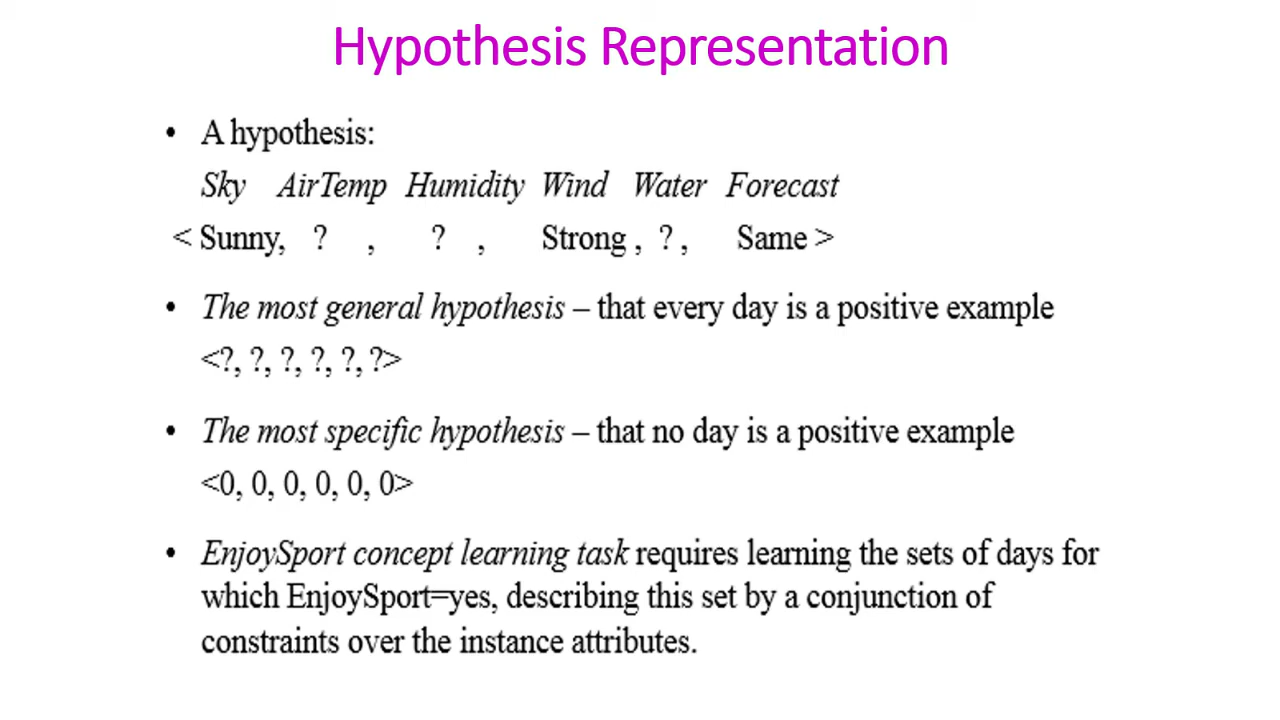 Hypothesis Representation
• A hypothesis:
Sky AirTemp Humidity Wind Water Forecast
< Sunny, ? , ? , Strong , ? , Same >
• The most general hypothesis – that every day is a positive example
<?, ?, ?, ?, ?, ?>
• The most specific hypothesis – that no day is a positive example
<0, 0, 0, 0, 0, 0>
• EnjoySport concept learning task requires learning the sets of days for
which EnjoySport=yes, describing this set by a conjunction of
constraints over the instance attributes.